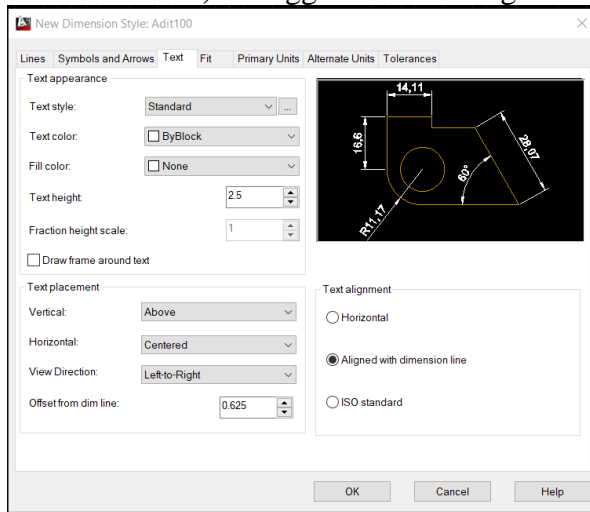 New Dimension Style: Adit100
Lines Symbols and Arrows Text Fit Primary Units Alternate Units Tolerances
Text appearance
Text style: Standard ...
Text color: ByBlock
Fill color: None
Text height: 2.5
Fraction height scale: 1
Draw frame around text
14,11
16,6
28,07
60°
R11,17
Text placement
Vertical: Above
Horizontal: Centered
View Direction: Left-to-Right
Offset from dim line: 0.625
Text alignment
Horizontal
Aligned with dimension line
ISO standard
OK Cancel Help